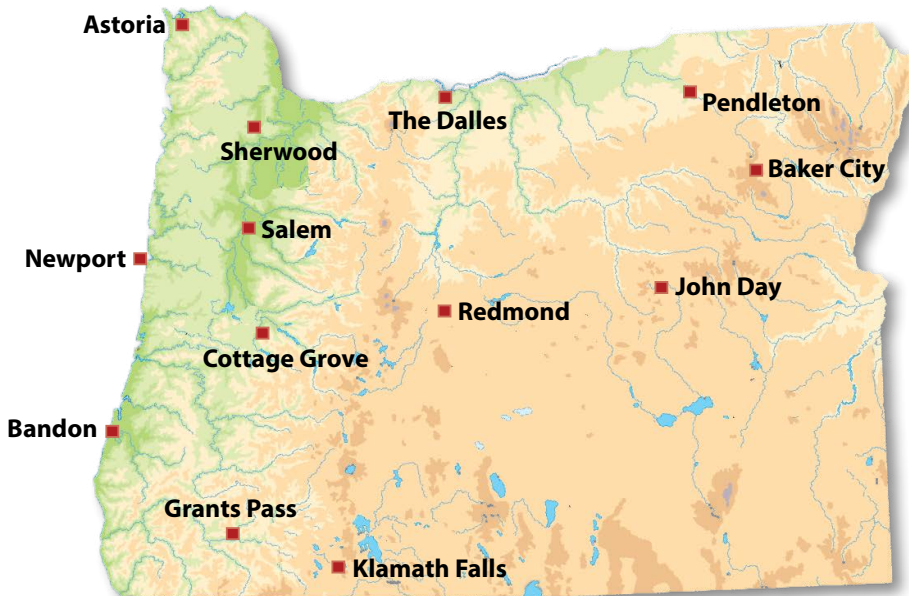 Astoria
The Dalles
Pendleton
Sherwood
Baker City
Salem
Newport
John Day
Redmond
Cottage Grove
Bandon
Grants Pass
Klamath Falls